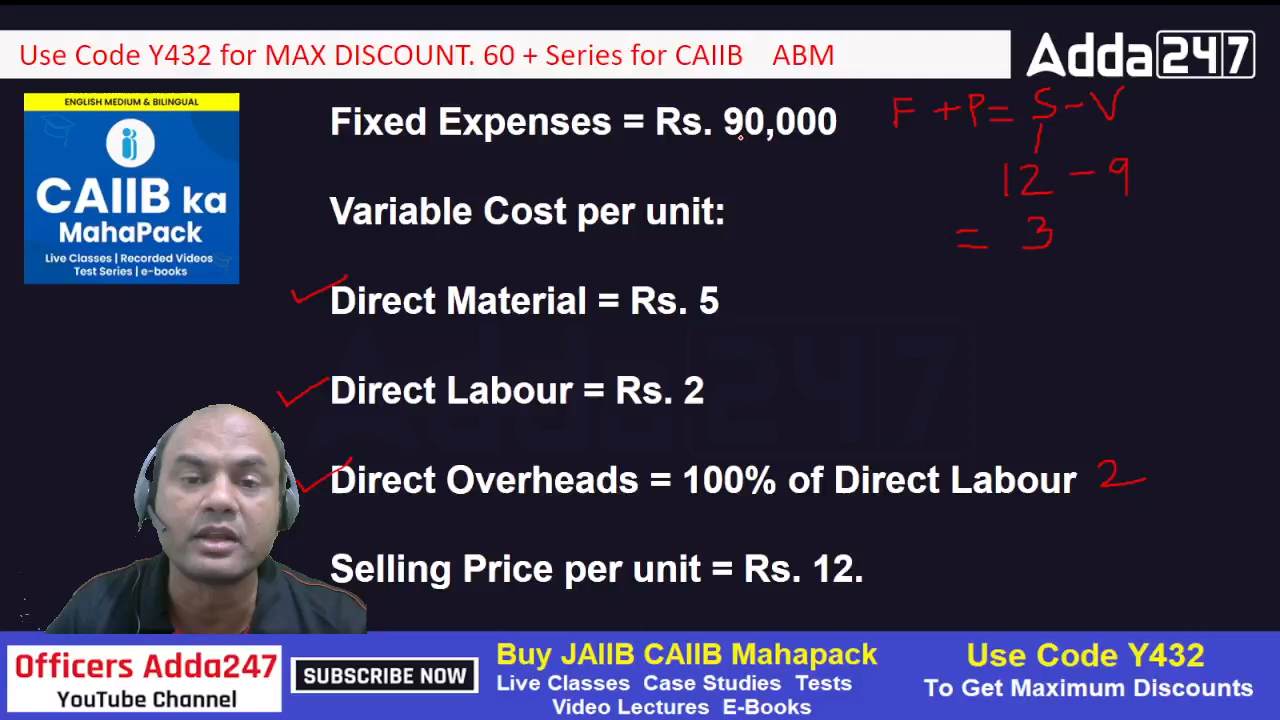 Use Code Y432 for MAX DISCOUNT. 60 + Series for CAIIB ABM
Adda247
ENGLISH MEDIUM & BILINGUAL
CAIIB ka
MahaPack
Live Classes | Recorded Videos
Test Series | e-books
Fixed Expenses = Rs. 90,000
F + P = S - V
12 - 9
= 3
Variable Cost per unit:
Direct Material = Rs. 5
Direct Labour = Rs. 2
Direct Overheads = 100% of Direct Labour 2
Selling Price per unit = Rs. 12.
Adda247
Officers Adda247
YouTube Channel
SUBSCRIBE NOW
Buy JAIIB CAIIB Mahapack
Live Classes Case Studies Tests
Video Lectures E-Books
Use Code Y432
To Get Maximum Discounts